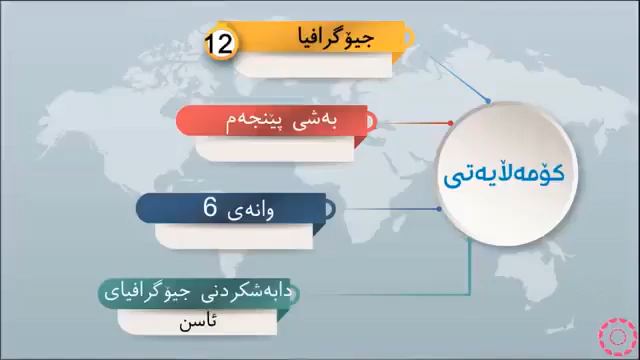 جیۆگرافیا
12
بەشی پێنجەم
کۆمەڵایەتی
وانەی 6
دابەشکردنی جیۆگرافیای
ئاسن